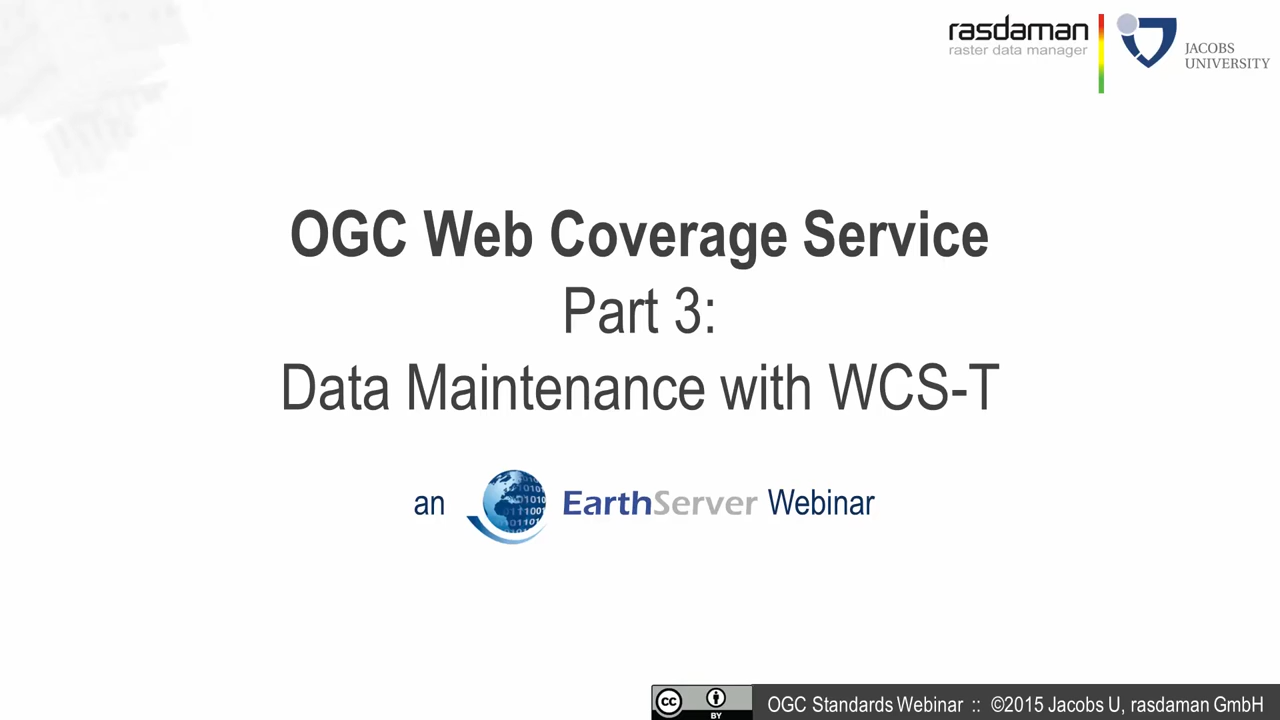 rasdaman
raster data manager
JACOBS
UNIVERSITY
OGC Web Coverage Service
Part 3:
Data Maintenance with WCS-T
an EarthServer Webinar
cc BY OGC Standards Webinar :: ©2015 Jacobs U, rasdaman GmbH